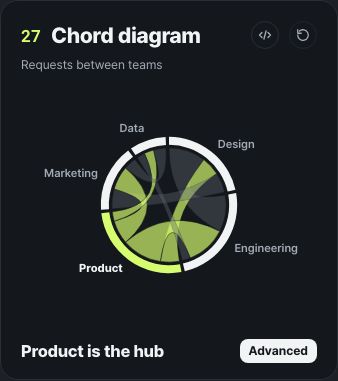 27 Chord diagram
Requests between teams
Data
Design
Marketing
Engineering
Product
Product is the hub
Advanced